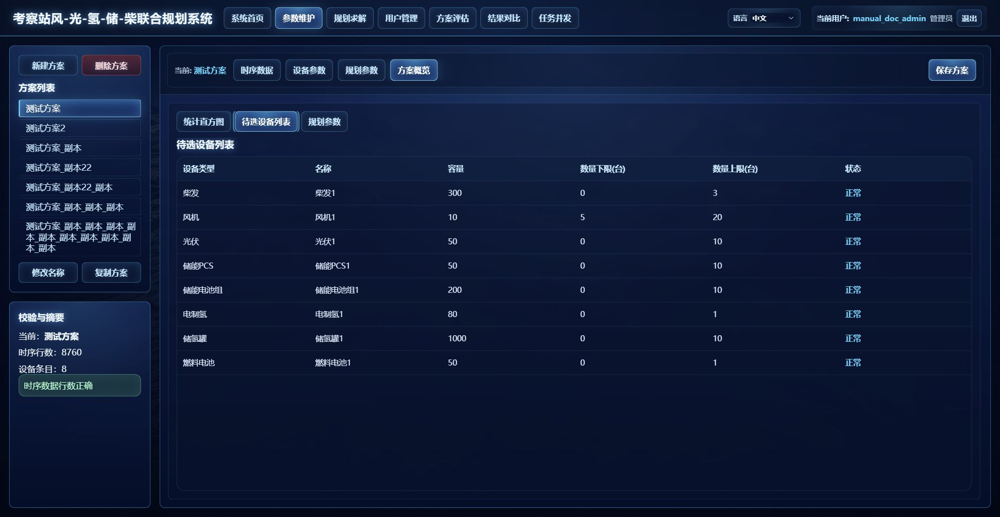 考察站风-光-氢-储-柴联合规划系统 系统首页 参数维护 规划求解 用户管理 方案评估 结果对比 任务并发 语言 中文 当前用户: manual_doc_admin 管理员 退出
新建方案 删除方案
方案列表
测试方案
测试方案2
测试方案_副本
测试方案_副本22
测试方案_副本22_副本
测试方案_副本_副本_副本
测试方案_副本_副本_副本_副
本_副本_副本_副本_副本_副
本_副本
修改名称 复制方案
校验与摘要
当前：测试方案
时序行数：8760
设备条目：8
时序数据行数正确
当前: 测试方案 时序数据 设备参数 规划参数 方案概览 保存方案
统计直方图 待选设备列表 规划参数
待选设备列表
设备类型 名称 容量 数量下限(台) 数量上限(台) 状态
柴发 柴发1 300 0 3 正常
风机 风机1 10 5 20 正常
光伏 光伏1 50 0 10 正常
储能PCS 储能PCS1 50 0 10 正常
储能电池组 储能电池组1 200 0 10 正常
电制氢 电制氢1 80 0 1 正常
储氢罐 储氢罐1 1000 0 10 正常
燃料电池 燃料电池1 50 0 1 正常